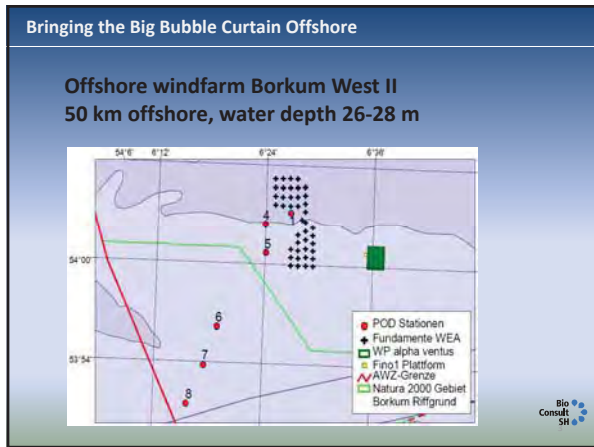 Bringing the Big Bubble Curtain Offshore
Offshore windfarm Borkum West II
50 km offshore, water depth 26-28 m
54°6' 6°12' 6°24' 6°36'
4
1
5
54°00'
6
7
53°54'
8
POD Stationen
Fundamente WEA
WP alpha ventus
Fino1 Plattform
AWZ-Grenze
Natura 2000 Gebiet
Borkum Riffgrund
Bio
Consult
SH